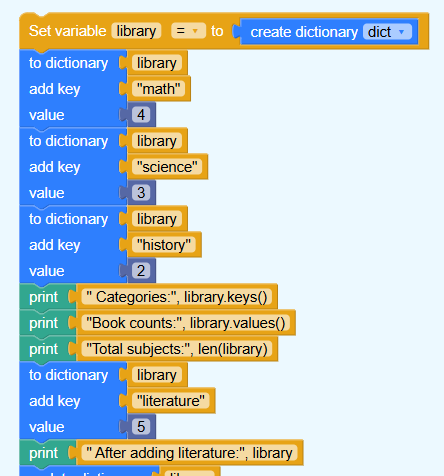 Set variable library = to create dictionary dict
to dictionary library
add key "math"
value 4
to dictionary library
add key "science"
value 3
to dictionary library
add key "history"
value 2
print " Categories:", library.keys()
print "Book counts:", library.values()
print "Total subjects:", len(library)
to dictionary library
add key "literature"
value 5
print " After adding literature:", library